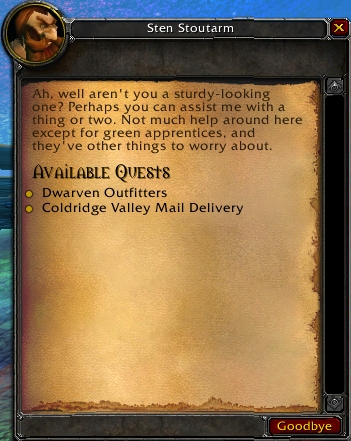 Sten Stoutarm
Ah, well aren't you a sturdy-looking
one? Perhaps you can assist me with a
thing or two. Not much help around here
except for green apprentices, and
they've other things to worry about.
Available Quests
Dwarven Outfitters
Coldridge Valley Mail Delivery
Goodbye